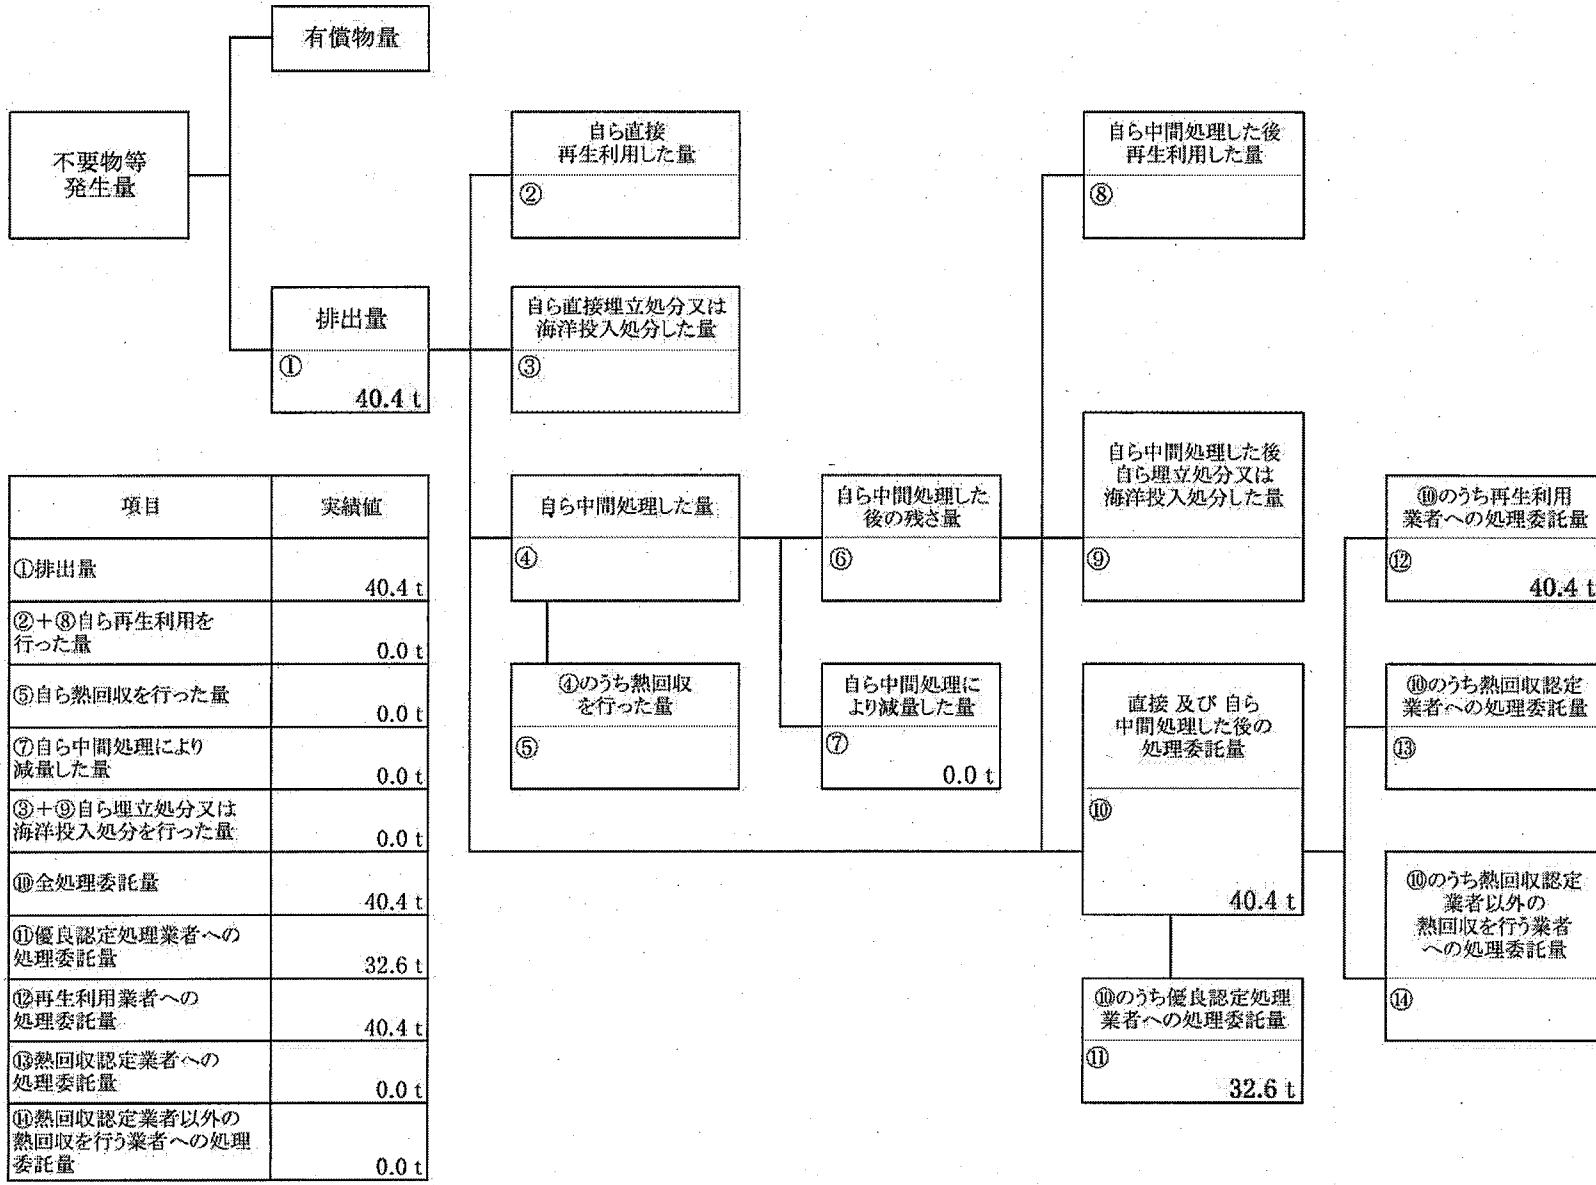 有償物量
不要物等
発生量
排出量
①
40.4 t
自ら直接
再生利用した量
②
自ら直接埋立処分又は
海洋投入処分した量
③
自ら中間処理した量
④
④のうち熱回収
を行った量
⑤
自ら中間処理した
後の残さ量
⑥
自ら中間処理に
より減量した量
⑦
0.0 t
自ら中間処理した後
再生利用した量
⑧
自ら中間処理した後
自ら埋立処分又は
海洋投入処分した量
⑨
直接 及び 自ら
中間処理した後の
処理委託量
⑩
40.4 t
⑩のうち優良認定処理
業者への処理委託量
⑪
32.6 t
⑩のうち再生利用
業者への処理委託量
⑫
40.4 t
⑩のうち熱回収認定
業者への処理委託量
⑬
⑩のうち熱回収認定
業者以外の
熱回収を行う業者
への処理委託量
⑭
項目 実績値
①排出量
40.4 t
②+⑧自ら再生利用を
行った量
0.0 t
⑤自ら熱回収を行った量
0.0 t
⑦自ら中間処理により
減量した量
0.0 t
③+⑨自ら埋立処分又は
海洋投入処分を行った量
0.0 t
⑩全処理委託量
40.4 t
⑪優良認定処理業者への
処理委託量
32.6 t
⑫再生利用業者への
処理委託量
40.4 t
⑬熱回収認定業者への
処理委託量
0.0 t
⑭熱回収認定業者以外の
熱回収を行う業者への処理
委託量
0.0 t